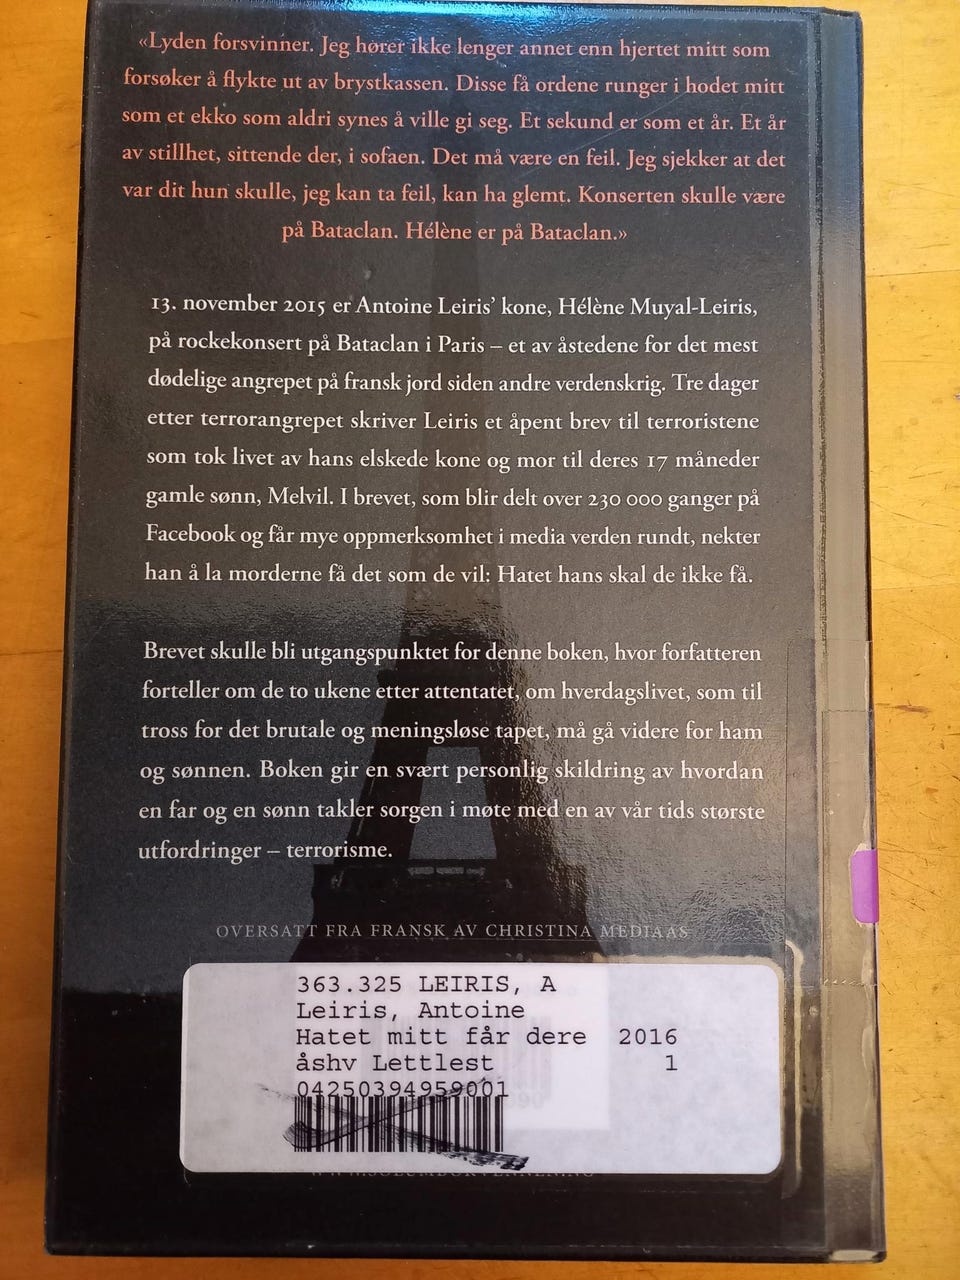 «Lyden forsvinner. Jeg hører ikke lenger annet enn hjertet mitt som
forsøker å flykte ut av brystkassen. Disse få ordene runger i hodet mitt
som et ekko som aldri synes å ville gi seg. Et sekund er som et år. Et år
av stillhet, sittende der, i sofaen. Det må være en feil. Jeg sjekker at det
var dit hun skulle, jeg kan ta feil, kan ha glemt. Konserten skulle være
på Bataclan. Hélène er på Bataclan.»
13. november 2015 er Antoine Leiris’ kone, Hélène Muyal-Leiris,
på rockekonsert på Bataclan i Paris – et av åstedene for det mest
dødelige angrepet på fransk jord siden andre verdenskrig. Tre dager
etter terrorangrepet skriver Leiris et åpent brev til terroristene
som tok livet av hans elskede kone og mor til deres 17 måneder
gamle sønn, Melvil. I brevet, som blir delt over 230 000 ganger på
Facebook og får mye oppmerksomhet i media verden rundt, nekter
han å la morderne få det som de vil: Hatet hans skal de ikke få.
Brevet skulle bli utgangspunktet for denne boken, hvor forfatteren
forteller om de to ukene etter attentatet, om hverdagslivet, som til
tross for det brutale og meningsløse tapet, må gå videre for ham
og sønnen. Boken gir en svært personlig skildring av hvordan
en far og en sønn takler sorgen i møte med en av vår tids største
utfordringer – terrorisme.
OVERSATT FRA FRANSK AV CHRISTINA MEDIAAS
363.325 LEIRIS, A
Leiris, Antoine
Hatet mitt får dere 2016
åshv Lettlest 1
04250394959001